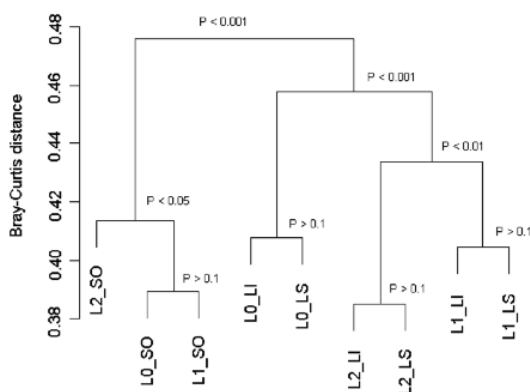 P < 0.001
0.48
P < 0.001
0.46
P < 0.01
0.44
Bray-Curtis distance
P < 0.05
P > 0.1
P > 0.1
0.42
P > 0.1
P > 0.1
0.40
0.38
L2_SO
L0_SO
L1_SO
L0_LI
L0_LS
L2_LI
L2_LS
L1_LI
L1_LS